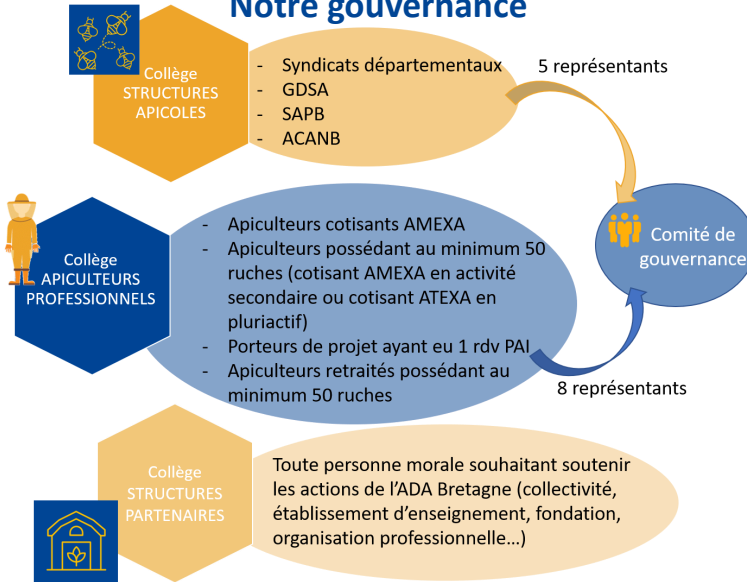 Notre gouvernance
Collège
STRUCTURES
APICOLES
- Syndicats départementaux
- GDSA
- SAPB
- ACANB
5 représentants
Collège
APICULTEURS
PROFESSIONNELS
- Apiculteurs cotisants AMEXA
- Apiculteurs possédant au minimum 50
ruches (cotisant AMEXA en activité
secondaire ou cotisant ATEXA en
pluriactif)
- Porteurs de projet ayant eu 1 rdv PAI
- Apiculteurs retraités possédant au
minimum 50 ruches
Comité de
gouvernance
8 représentants
Collège
STRUCTURES
PARTENAIRES
Toute personne morale souhaitant soutenir
les actions de l’ADA Bretagne (collectivité,
établissement d’enseignement, fondation,
organisation professionnelle…)